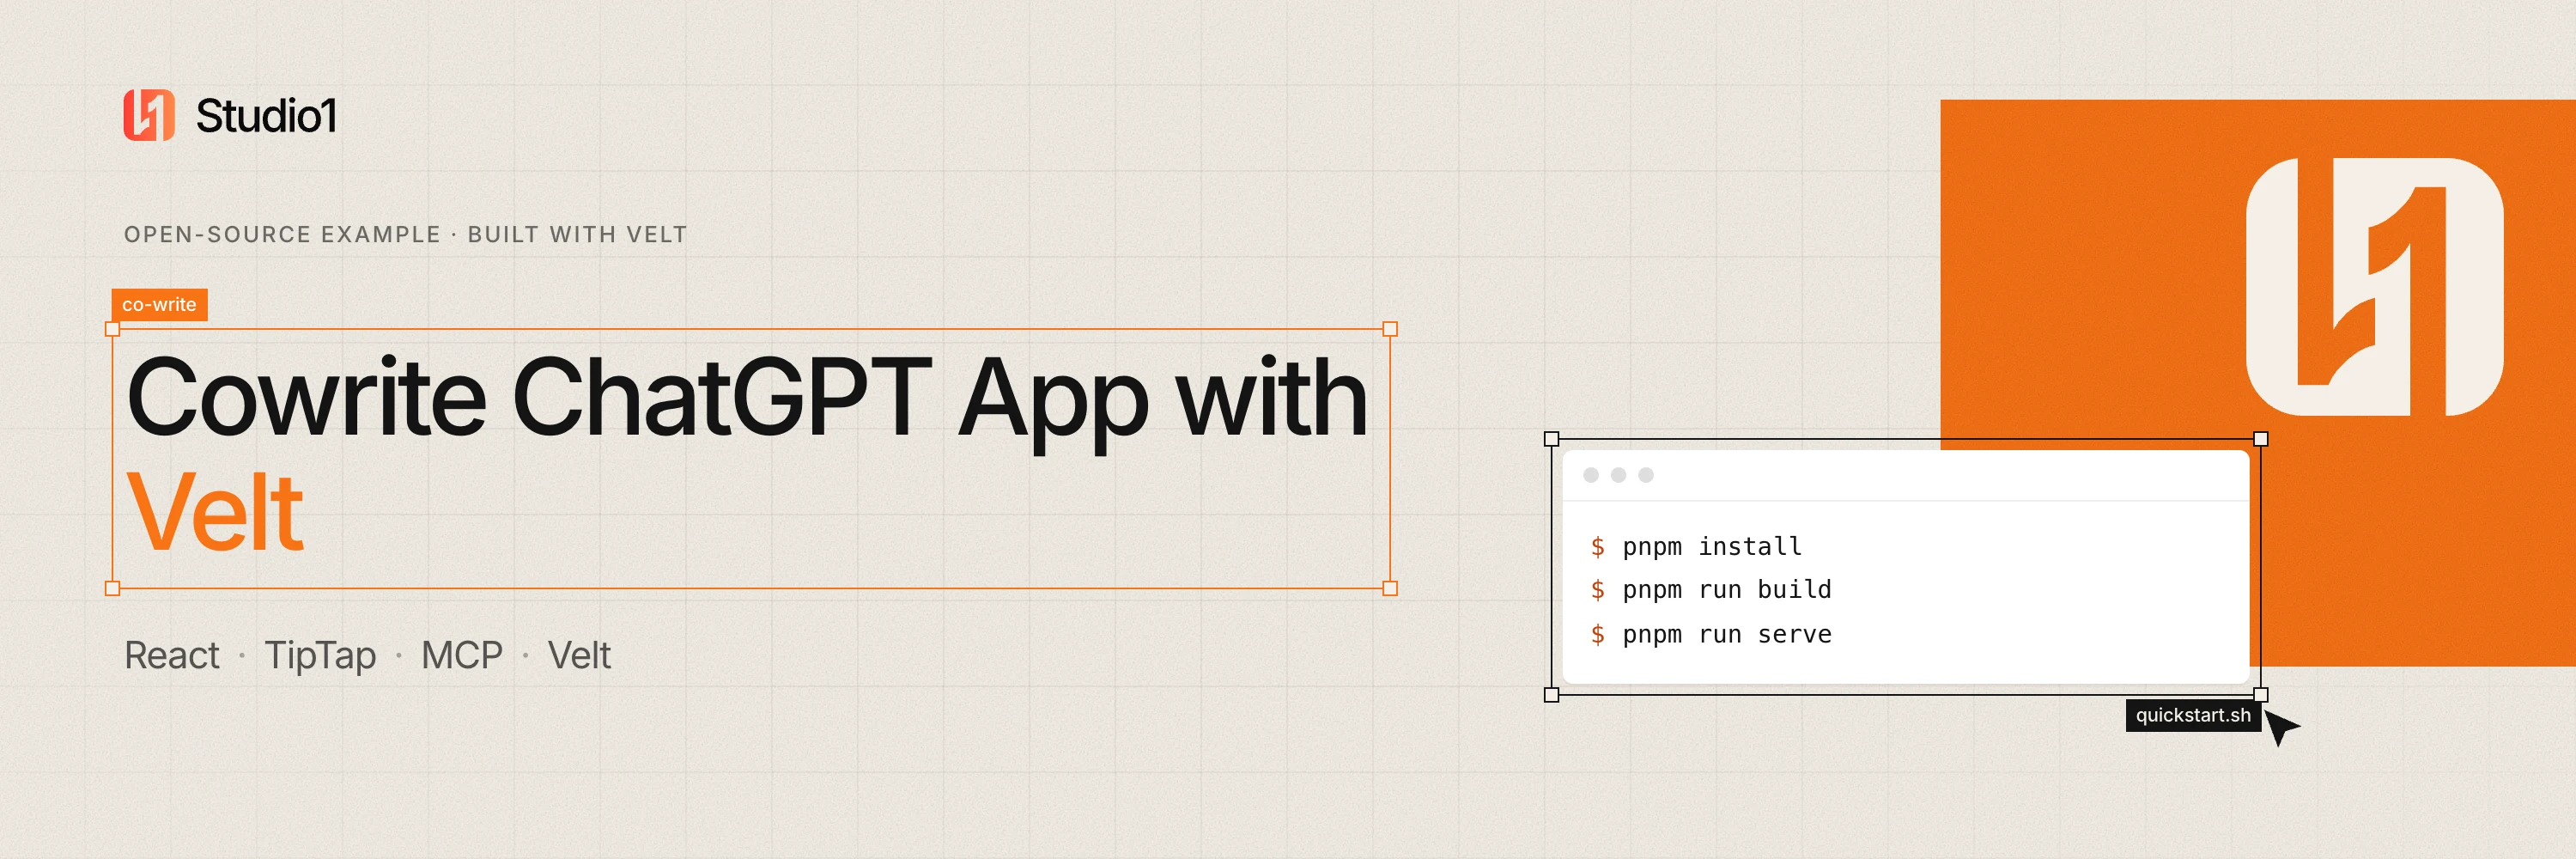 Studio1
OPEN-SOURCE EXAMPLE · BUILT WITH VELT
co-write
Cowrite ChatGPT App with
Velt
React · TipTap · MCP · Velt
$ pnpm install
$ pnpm run build
$ pnpm run serve
quickstart.sh